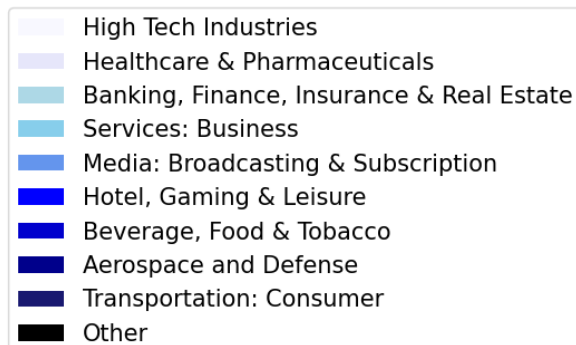 High Tech Industries
Healthcare & Pharmaceuticals
Banking, Finance, Insurance & Real Estate
Services: Business
Media: Broadcasting & Subscription
Hotel, Gaming & Leisure
Beverage, Food & Tobacco
Aerospace and Defense
Transportation: Consumer
Other